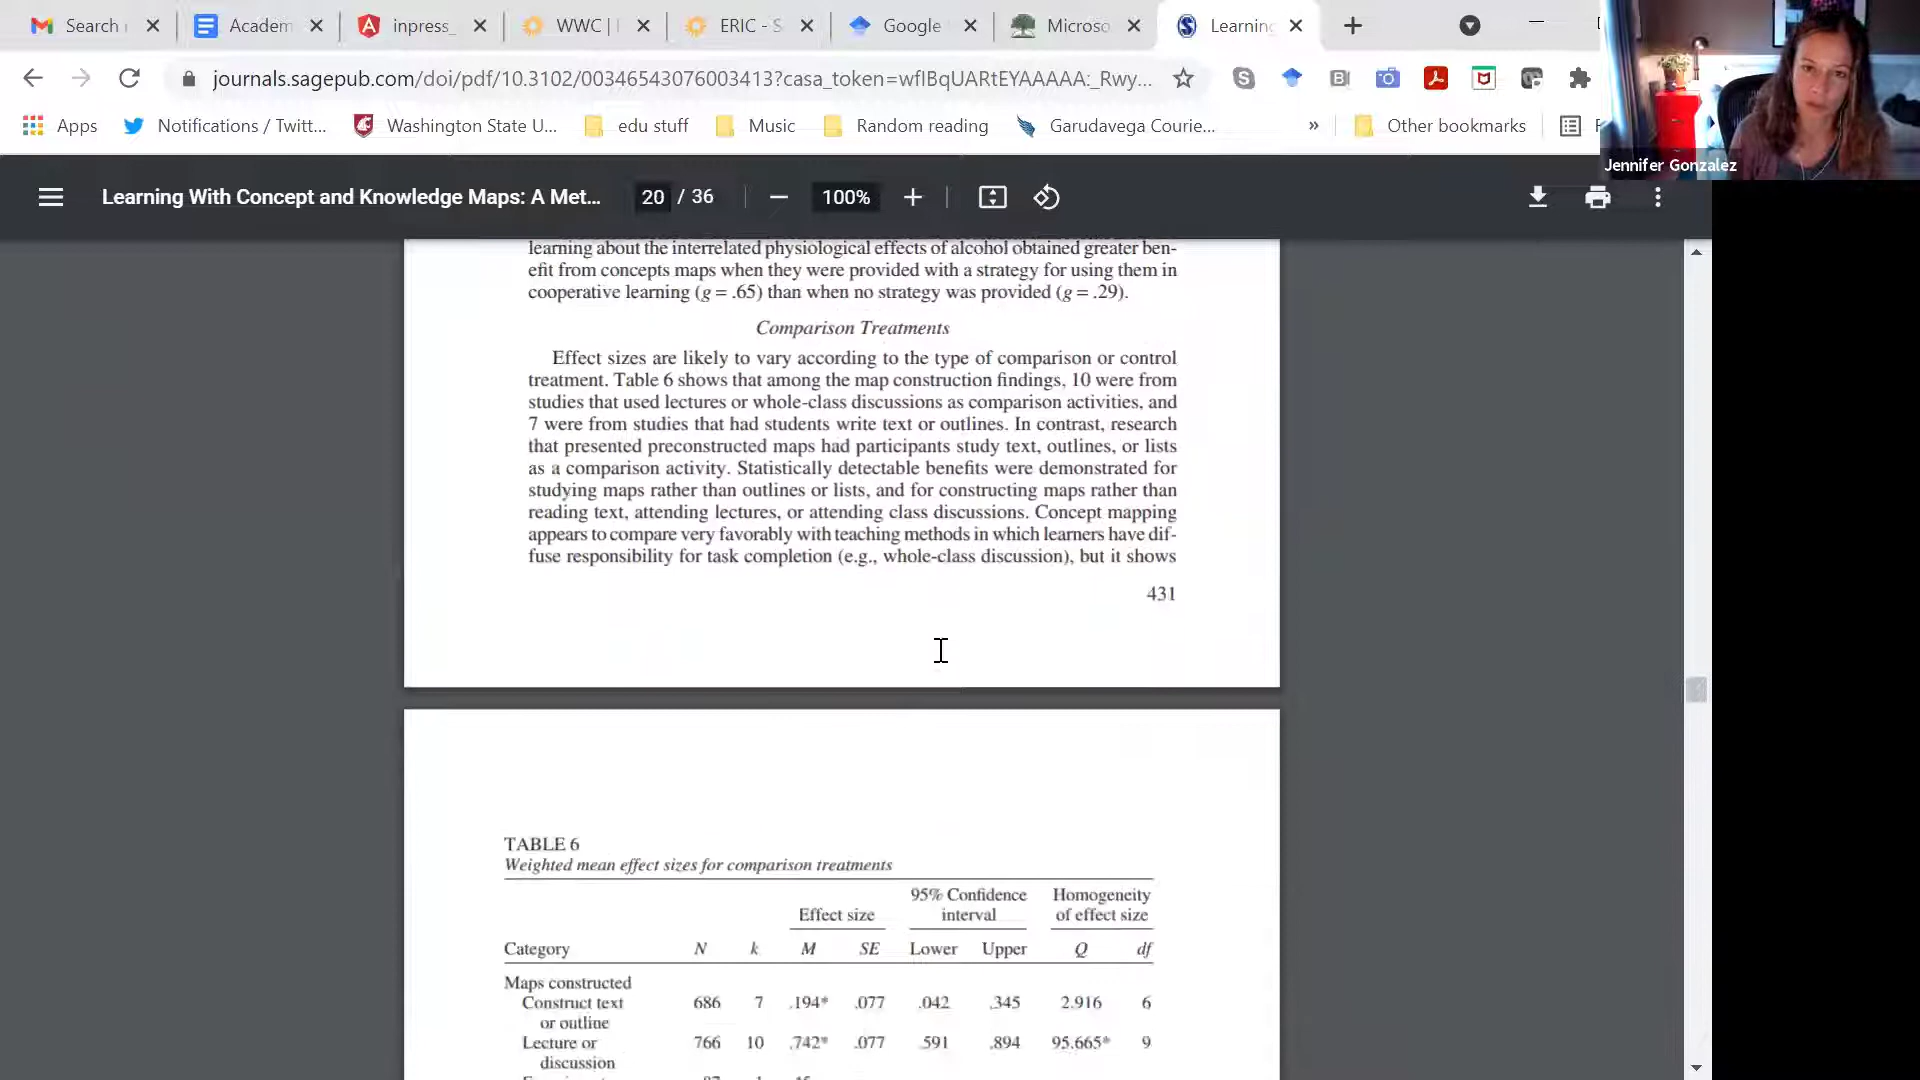 Search
Academ
inpress_
WWC |
ERIC - S
Google
Microso
Learning
journals.sagepub.com/doi/pdf/10.3102/00346543076003413?casa_token=wfIBqUARtEYAAAAA:_Rwy...
Apps
Notifications / Twitt...
Washington State U...
edu stuff
Music
Random reading
Garudavega Courie...
»
Other bookmarks
Jennifer Gonzalez
Learning With Concept and Knowledge Maps: A Met...
20 / 36
100%
learning about the interrelated physiological effects of alcohol obtained greater ben-
efit from concepts maps when they were provided with a strategy for using them in
cooperative learning (g = .65) than when no strategy was provided (g = .29).
Comparison Treatments
Effect sizes are likely to vary according to the type of comparison or control
treatment. Table 6 shows that among the map construction findings, 10 were from
studies that used lectures or whole-class discussions as comparison activities, and
7 were from studies that had students write text or outlines. In contrast, research
that presented preconstructed maps had participants study text, outlines, or lists
as a comparison activity. Statistically detectable benefits were demonstrated for
studying maps rather than outlines or lists, and for constructing maps rather than
reading text, attending lectures, or attending class discussions. Concept mapping
appears to compare very favorably with teaching methods in which learners have dif-
fuse responsibility for task completion (e.g., whole-class discussion), but it shows
431
TABLE 6
Weighted mean effect sizes for comparison treatments
95% Confidence Homogeneity
Effect size interval of effect size
Category N k M SE Lower Upper Q df
Maps constructed
Construct text 686 7 .194* .077 .042 .345 2.916 6
or outline
Lecture or 766 10 .742* .077 .591 .894 95.665* 9
discussion